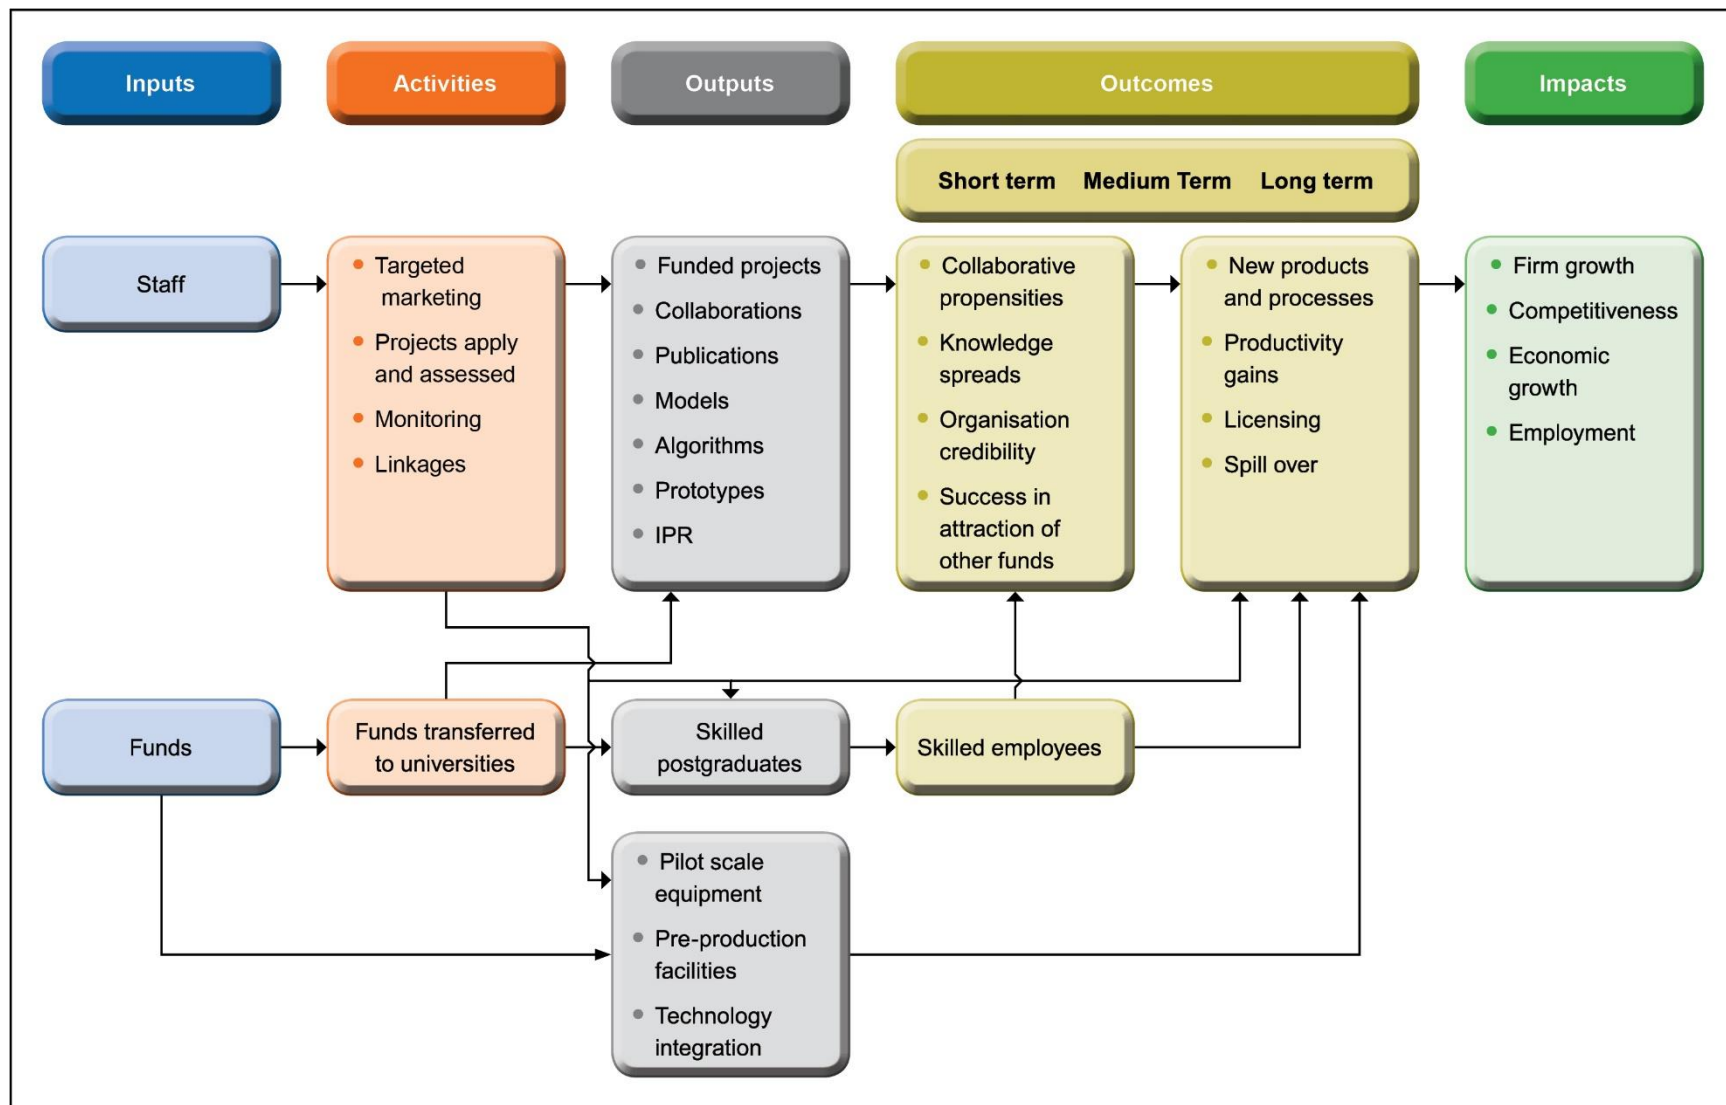 Inputs
Activities
Outputs
Outcomes
Impacts
Short term
Medium Term
Long term
Staff
Targeted
marketing
Projects apply
and assessed
Monitoring
Linkages
Funded projects
Collaborations
Publications
Models
Algorithms
Prototypes
IPR
Collaborative
propensities
Knowledge
spreads
Organisation
credibility
Success in
attraction of
other funds
New products
and processes
Productivity
gains
Licensing
Spill over
Firm growth
Competitiveness
Economic
growth
Employment
Funds
Funds transferred
to universities
Skilled
postgraduates
Skilled employees
Pilot scale
equipment
Pre-production
facilities
Technology
integration